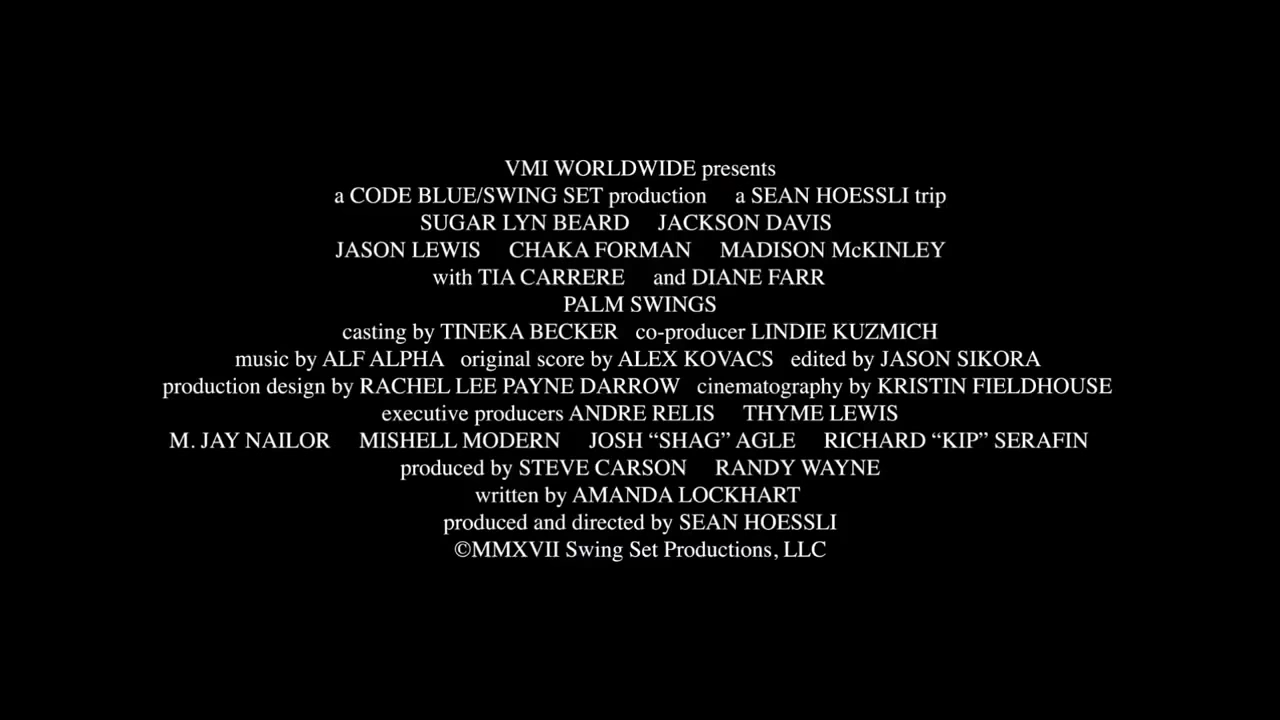 VMI WORLDWIDE presents
a CODE BLUE/SWING SET production a SEAN HOESSLI trip
SUGAR LYN BEARD JACKSON DAVIS
JASON LEWIS CHAKA FORMAN MADISON McKINLEY
with TIA CARRERE and DIANE FARR
PALM SWINGS
casting by TINEKA BECKER co-producer LINDIE KUZMICH
music by ALF ALPHA original score by ALEX KOVACS edited by JASON SIKORA
production design by RACHEL LEE PAYNE DARROW cinematography by KRISTIN FIELDHOUSE
executive producers ANDRE RELIS THYME LEWIS
M. JAY NAILOR MISHELL MODERN JOSH “SHAG” AGLE RICHARD “KIP” SERAFIN
produced by STEVE CARSON RANDY WAYNE
written by AMANDA LOCKHART
produced and directed by SEAN HOESSLI
©MMXVII Swing Set Productions, LLC